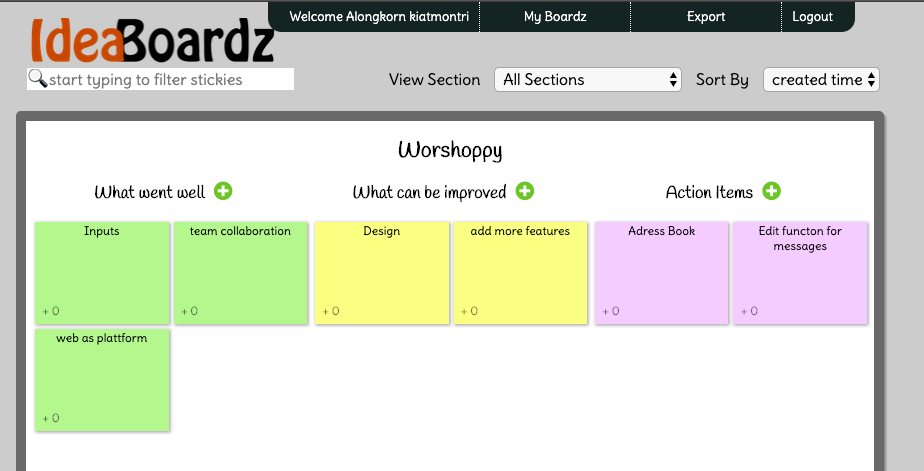 Welcome Alongkorn kiatmontri
My Boardz
Export
Logout
IdeaBoardz
start typing to filter stickies
View Section
All Sections
Sort By
created time
Worshoppy
What went well
What can be improved
Action Items
Inputs
+ 0
team collaboration
+ 0
Design
+ 0
add more features
+ 0
Adress Book
+ 0
Edit functon for
messages
+ 0
web as plattform
+ 0